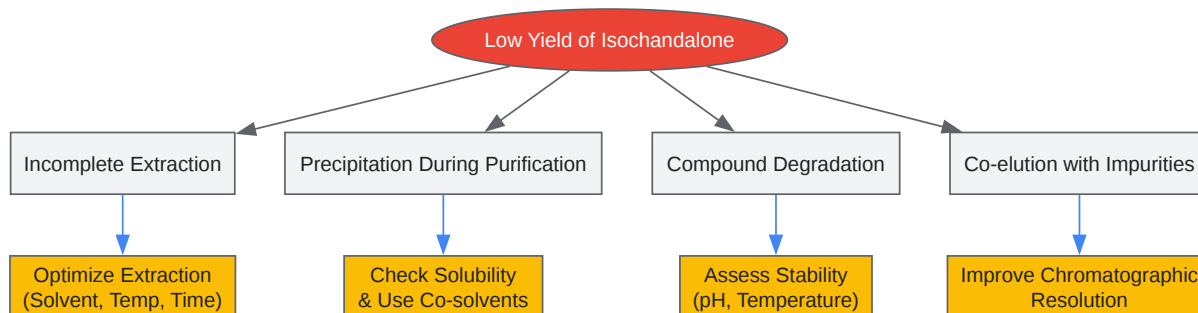 Low Yield of Isochandalone
Incomplete Extraction
Precipitation During Purification
Compound Degradation
Co-elution with Impurities
Optimize Extraction
(Solvent, Temp, Time)
Check Solubility
& Use Co-solvents
Assess Stability
(pH, Temperature)
Improve Chromatographic
Resolution